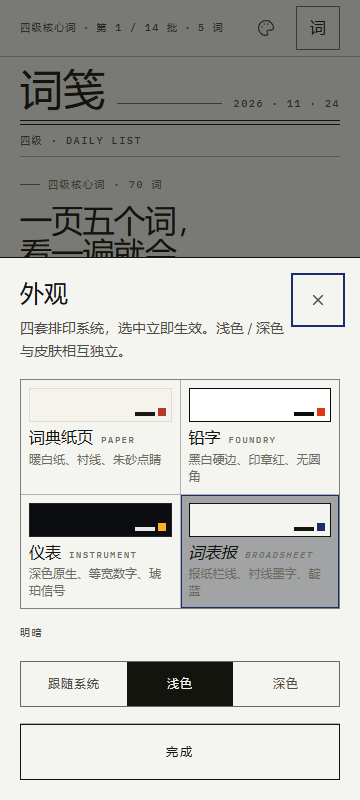 四级核心词 · 第 1 / 14 批 · 5 词
词
词笺
2026 · 11 · 24
四级 · DAILY LIST
四级核心词 · 70 词
一页五个词，
看一遍就会
外观
四套排印系统，选中立即生效。浅色 / 深色
与皮肤相互独立。
词典纸页 PAPER
暖白纸、衬线、朱砂点睛
铅字 FOUNDRY
黑白硬边、印章红、无圆
角
仪表 INSTRUMENT
深色原生、等宽数字、琥
珀信号
词表报 BROADSHEET
报纸栏线、衬线墨字、靛
蓝
明暗
跟随系统
浅色
深色
完成